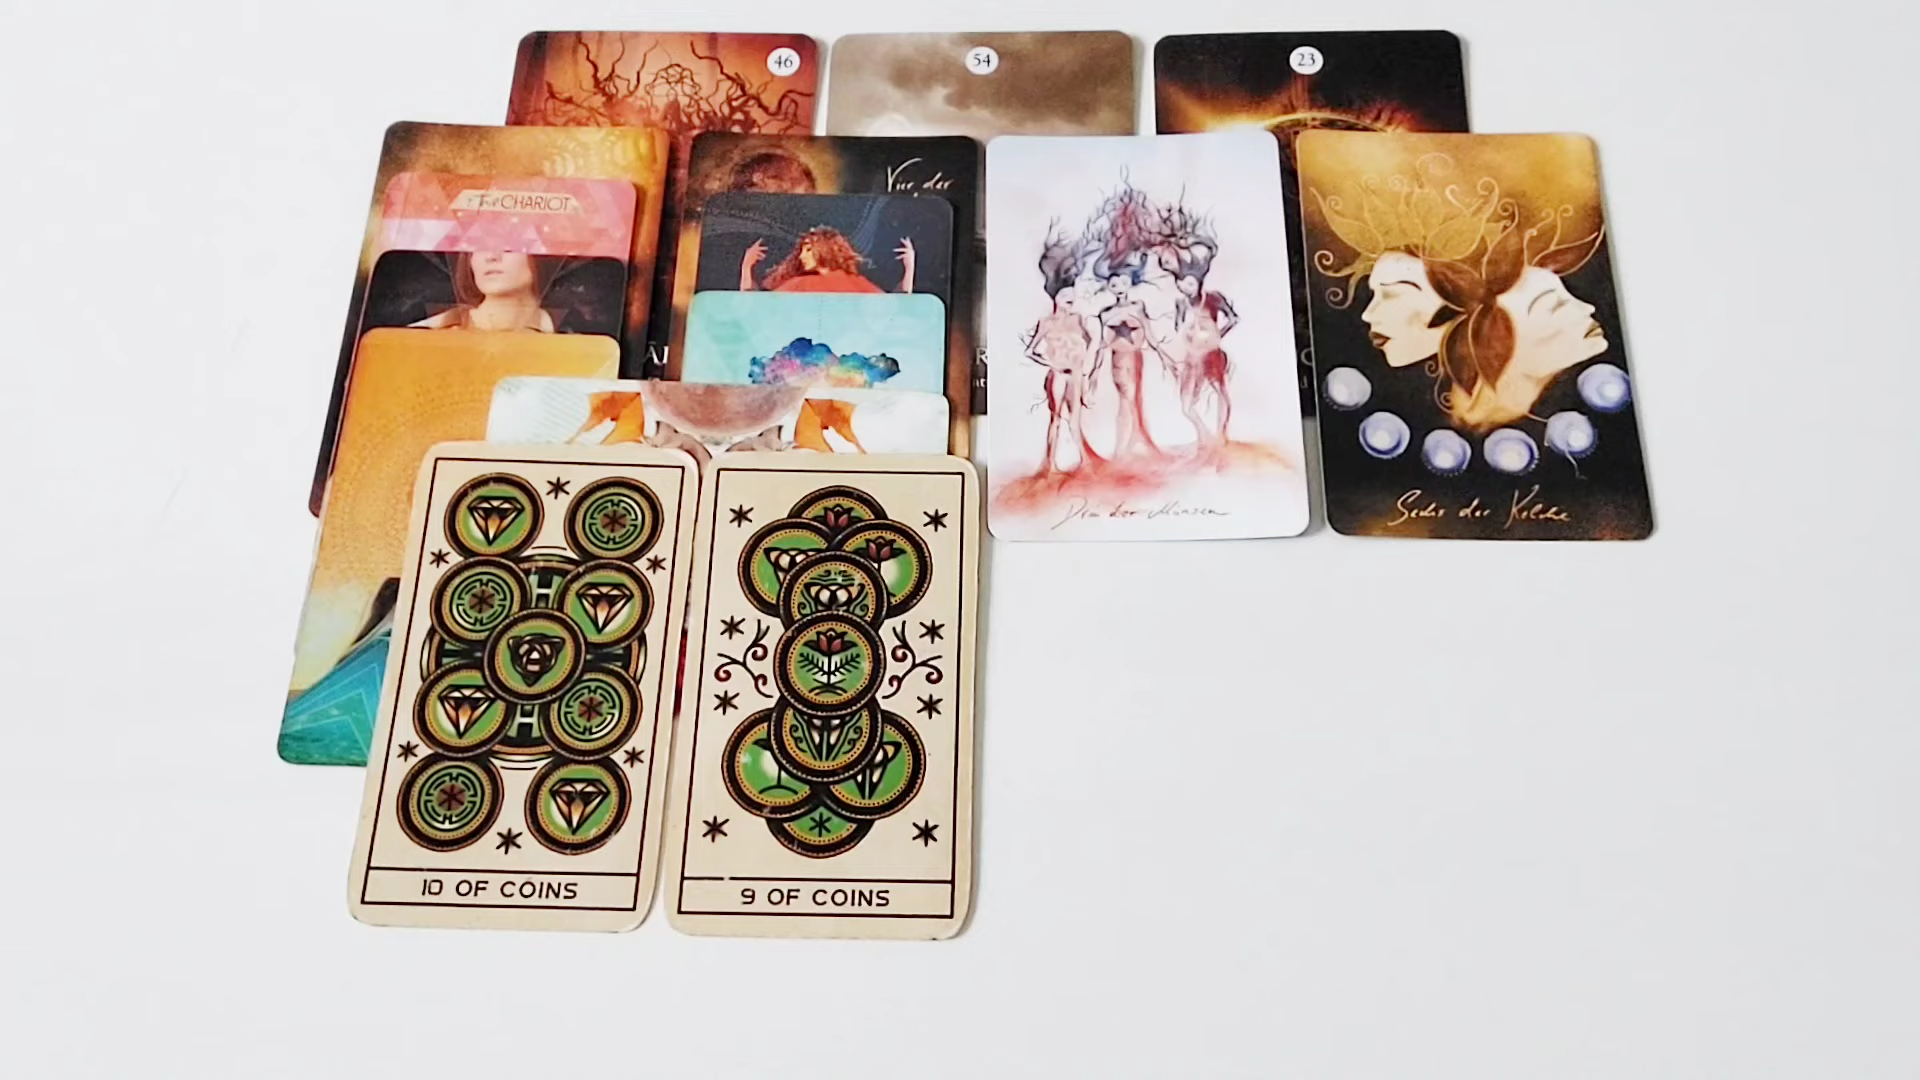 46
54
23
Vier der
The CHARIOT
Drei der Münzen
Sechs der Kelche
10 OF COINS
9 OF COINS